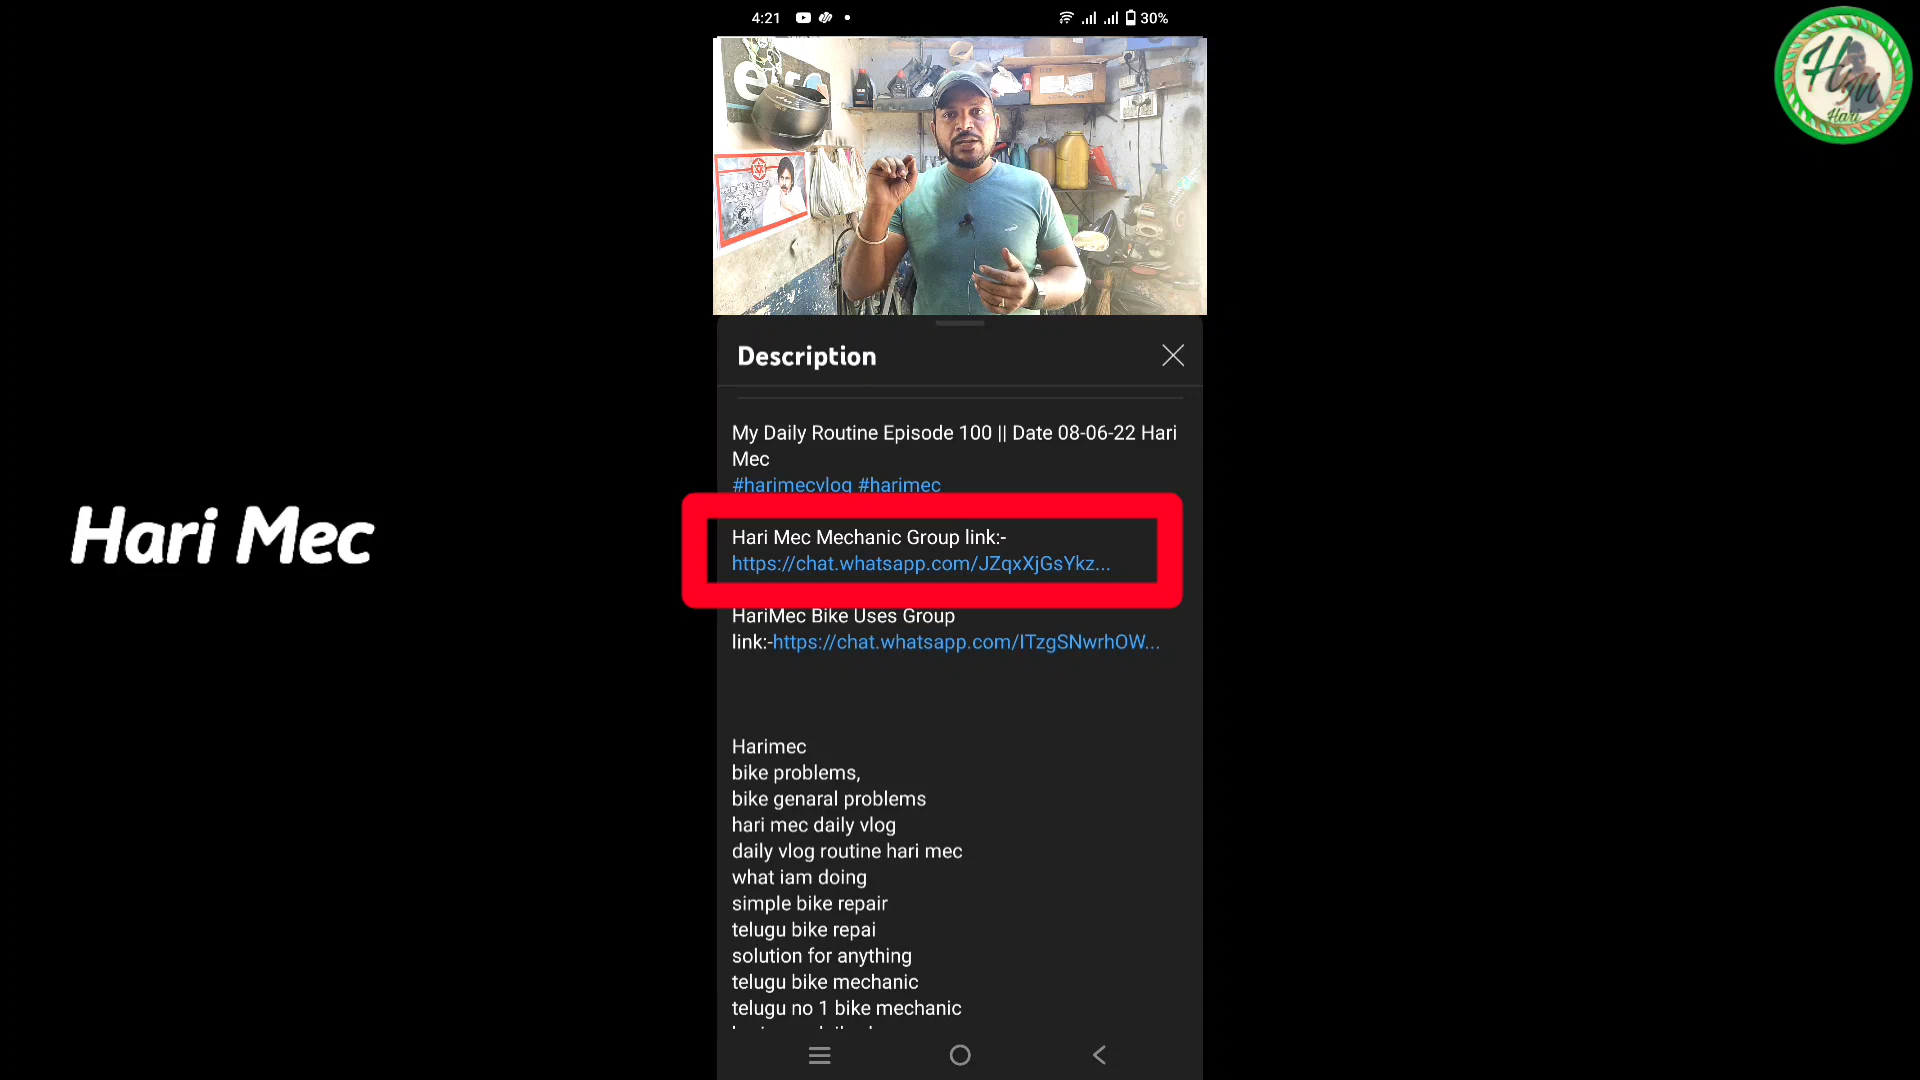 4:21
30%
Description
My Daily Routine Episode 100 || Date 08-06-22 Hari
Mec
#harimecvlog #harimec
Hari Mec Mechanic Group link:-
https://chat.whatsapp.com/JZqxXjGsYkz...
HariMec Bike Uses Group
link:-https://chat.whatsapp.com/ITzgSNwrhOW...
Harimec
bike problems,
bike genaral problems
hari mec daily vlog
daily vlog routine hari mec
what iam doing
simple bike repair
telugu bike repai
solution for anything
telugu bike mechanic
telugu no 1 bike mechanic
Hari Mec
Hari